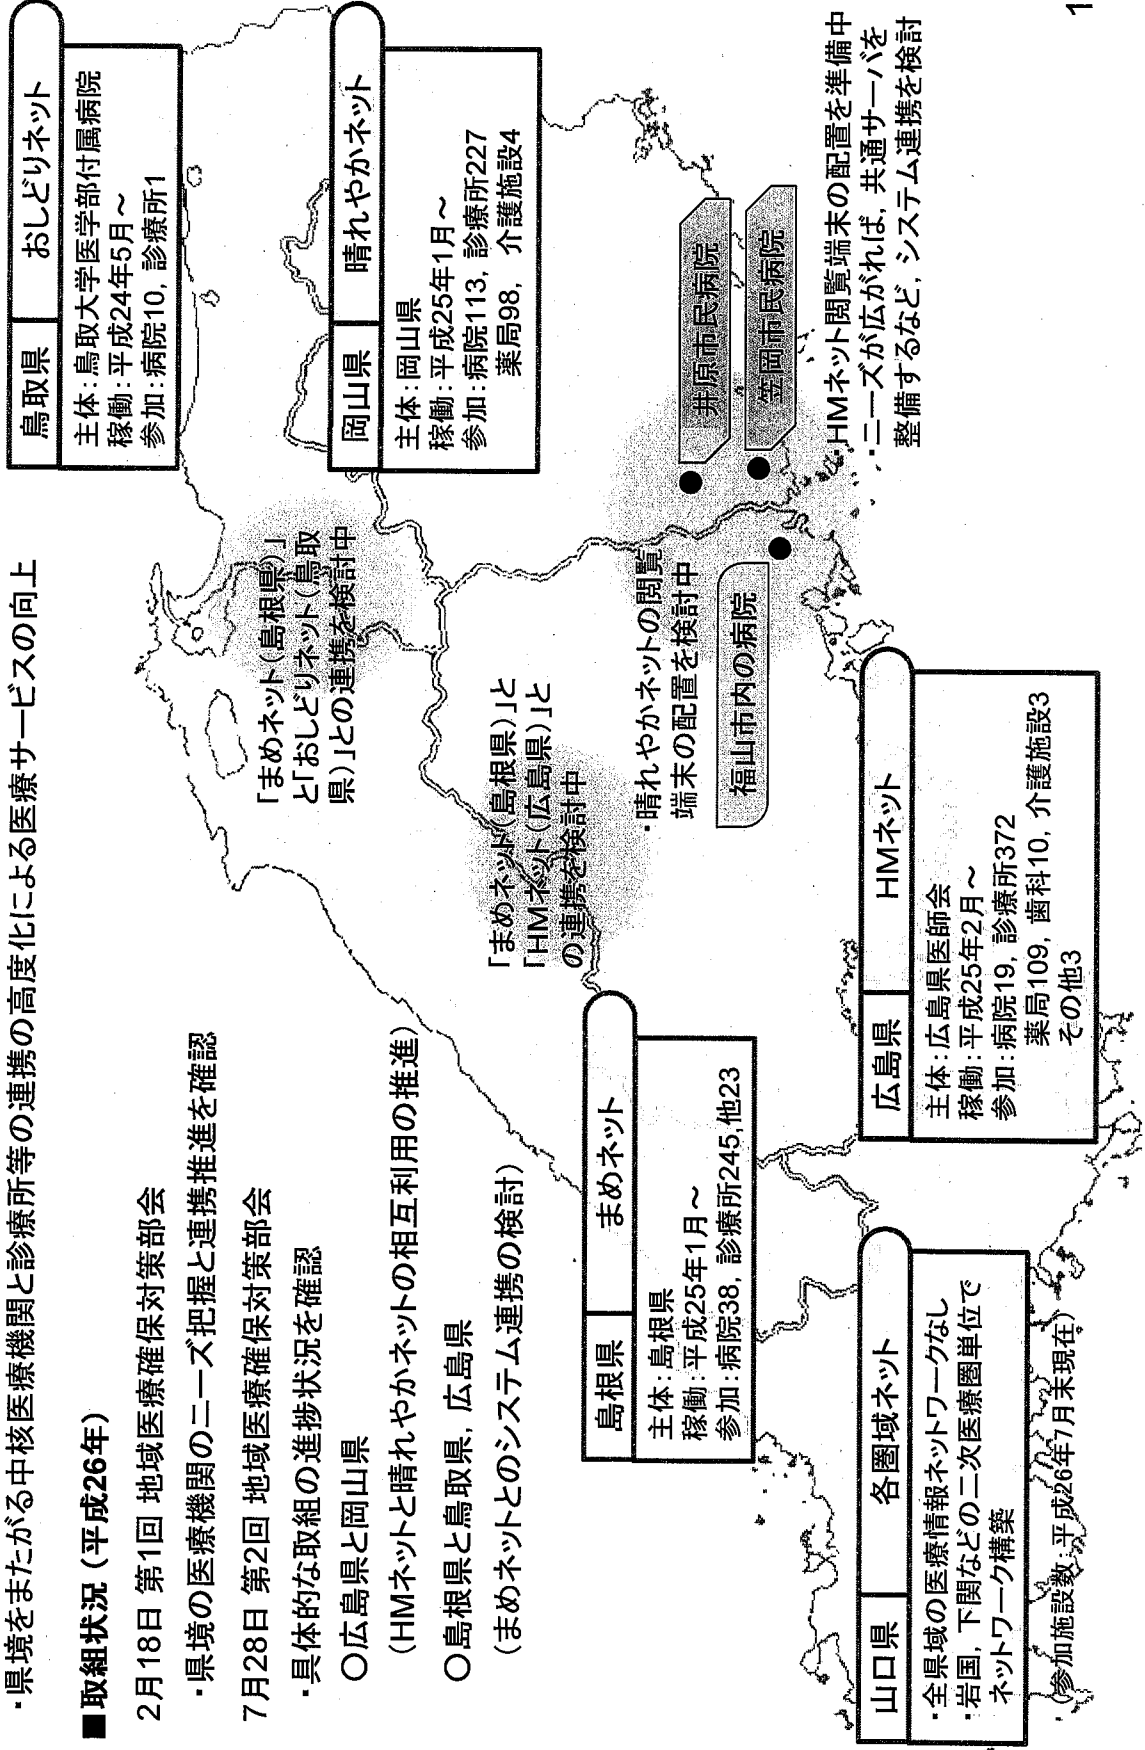 ・県境をまたがる中核医療機関と診療所等の連携の高度化による医療サービスの向上
■取組状況（平成26年）
2月18日 第1回 地域医療確保対策部会
・県境の医療機関のニーズ把握と連携推進を確認
7月28日 第2回 地域医療確保対策部会
・具体的な取組の進捗状況を確認
○広島県と岡山県
（HMネットと晴れやかネットの相互利用の推進）
○島根県と鳥取県，広島県
（まめネットとのシステム連携の検討）
鳥取県 おしどりネット
主体：鳥取大学医学部付属病院
稼働：平成24年5月～
参加：病院10，診療所1
「まめネット（島根県）」
と「おしどりネット（鳥取
県）」との連携を検討中
岡山県 晴れやかネット
主体：岡山県
稼働：平成25年1月～
参加：病院113，診療所227
薬局98，介護施設4
「まめネット（島根県）」と
「HMネット（広島県）」と
の連携を検討中
島根県 まめネット
主体：島根県
稼働：平成25年1月～
参加：病院38，診療所245,他23
・晴れやかネットの閲覧
端末の配置を検討中
福山市内の病院
井原市民病院
笠岡市民病院
・HMネット閲覧端末の配置を準備中
・ニーズが広がれば，共通サーバを
整備するなど，システム連携を検討
広島県 HMネット
主体：広島県医師会
稼働：平成25年2月～
参加：病院19，診療所372
薬局109，歯科10，介護施設3
その他3
山口県 各圏域ネット
・全県域の医療情報ネットワークなし
・岩国，下関などの二次医療圏単位で
ネットワーク構築
（参加施設数：平成26年7月末現在）
1